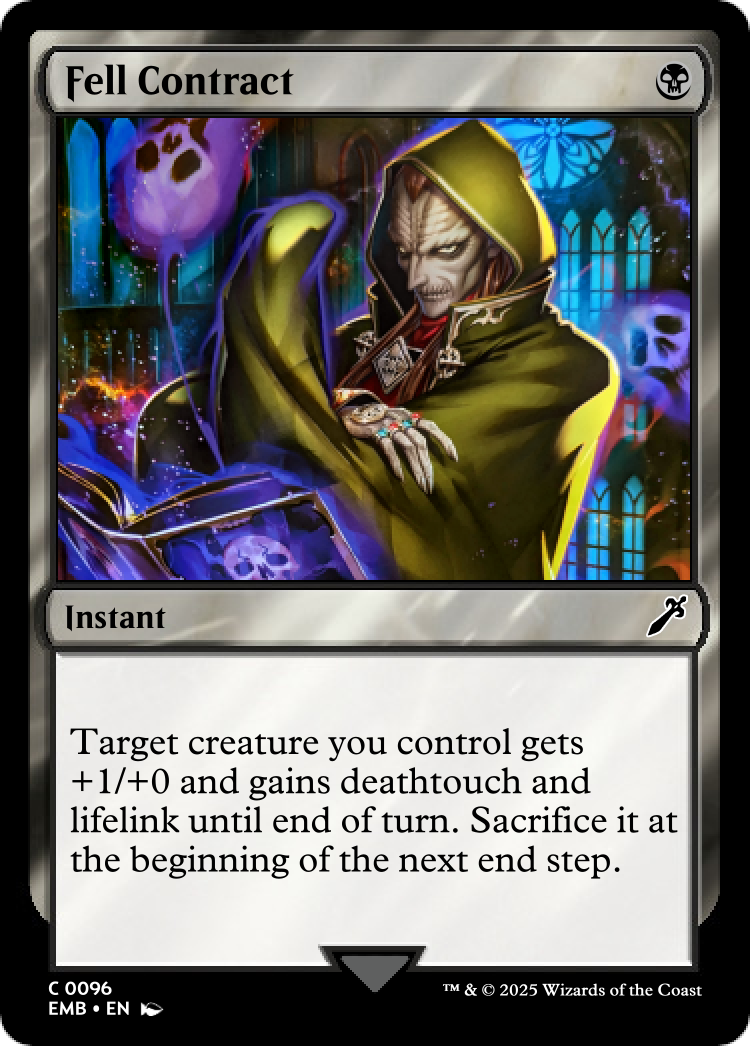 Fell Contract
Instant
Target creature you control gets
+1/+0 and gains deathtouch and
lifelink until end of turn. Sacrifice it at
the beginning of the next end step.
C 0096
EMB • EN
™ & © 2025 Wizards of the Coast